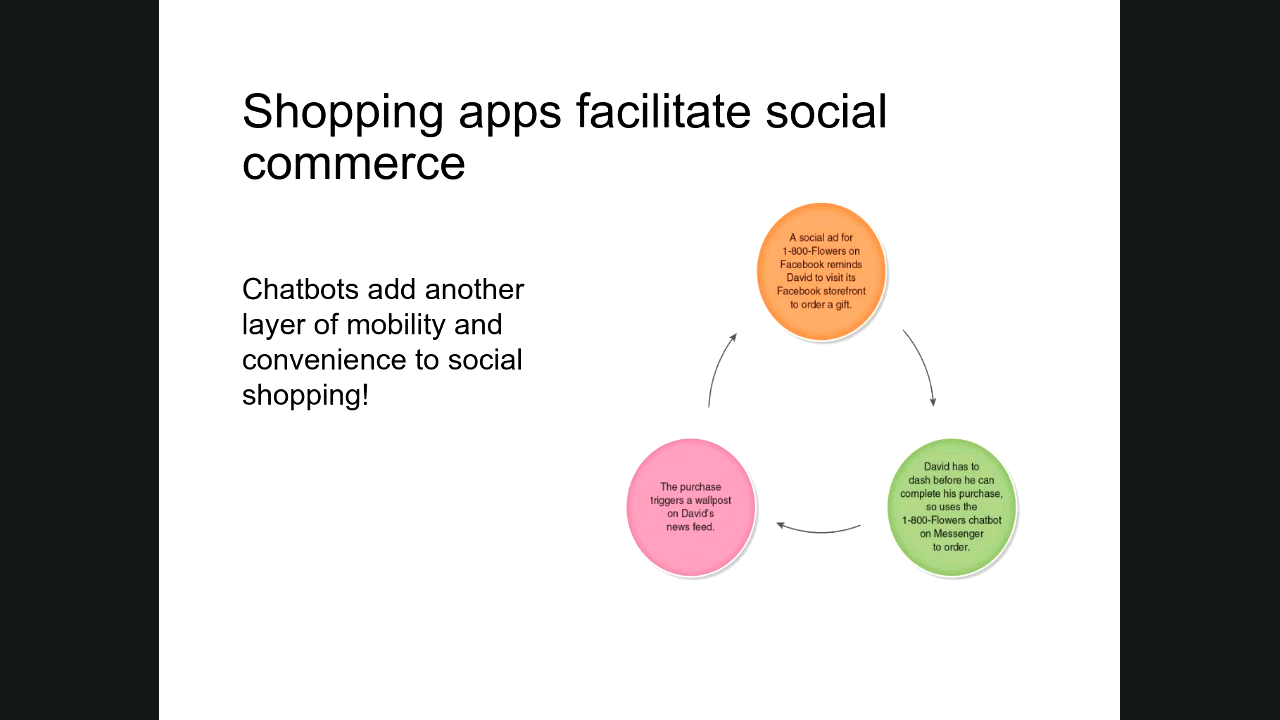 Shopping apps facilitate social
commerce
Chatbots add another
layer of mobility and
convenience to social
shopping!
A social ad for
1-800-Flowers on
Facebook reminds
David to visit its
Facebook storefront
to order a gift.
David has to
dash before he can
complete his purchase,
so uses the
1-800-Flowers chatbot
on Messenger
to order.
The purchase
triggers a wallpost
on David's
news feed.